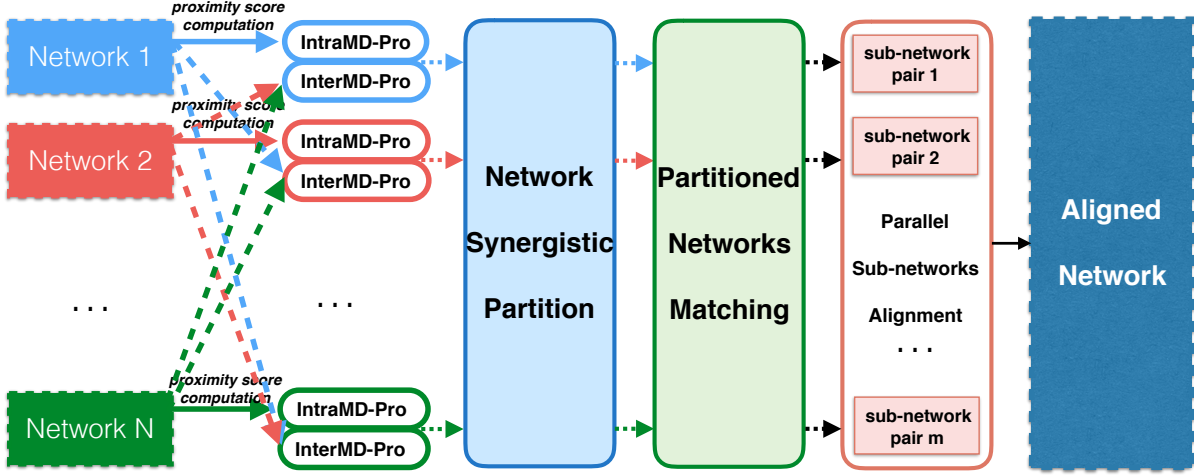 Network 1
proximity score
computation
IntraMD-Pro
InterMD-Pro
Network 2
proximity score
computation
IntraMD-Pro
InterMD-Pro
. . .
. . .
Network N
proximity score
computation
IntraMD-Pro
InterMD-Pro
Network
Synergistic
Partition
Partitioned
Networks
Matching
sub-network
pair 1
sub-network
pair 2
Parallel
Sub-networks
Alignment
. . .
sub-network
pair m
Aligned
Network